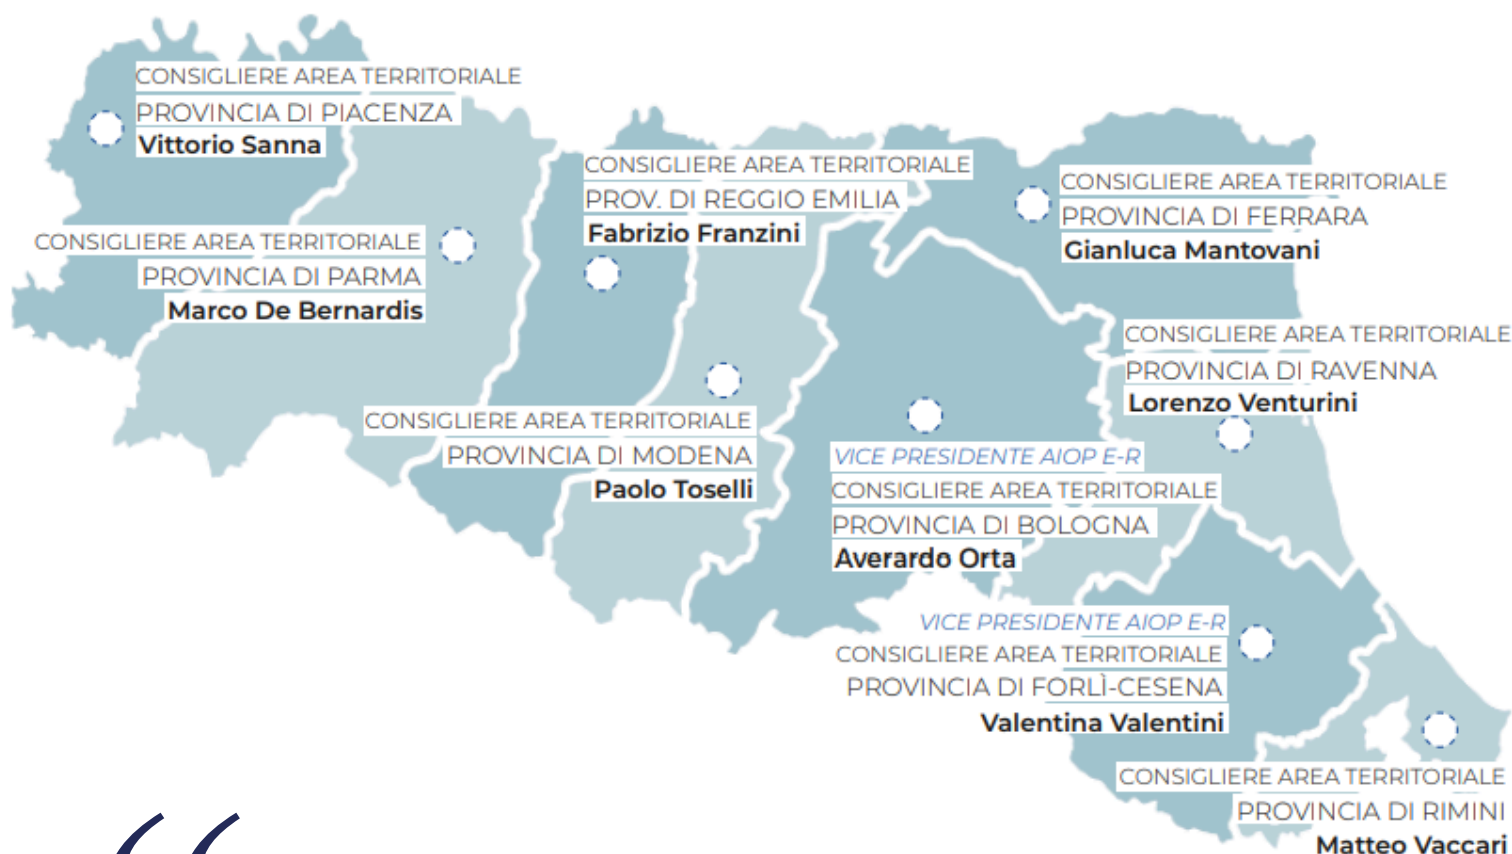 CONSIGLIERE AREA TERRITORIALE
PROVINCIA DI PIACENZA
Vittorio Sanna
CONSIGLIERE AREA TERRITORIALE
PROVINCIA DI PARMA
Marco De Bernardis
CONSIGLIERE AREA TERRITORIALE
PROV. DI REGGIO EMILIA
Fabrizio Franzini
CONSIGLIERE AREA TERRITORIALE
PROVINCIA DI FERRARA
Gianluca Mantovani
CONSIGLIERE AREA TERRITORIALE
PROVINCIA DI MODENA
Paolo Toselli
CONSIGLIERE AREA TERRITORIALE
PROVINCIA DI RAVENNA
Lorenzo Venturini
VICE PRESIDENTE AIOP E-R
CONSIGLIERE AREA TERRITORIALE
PROVINCIA DI BOLOGNA
Averardo Orta
VICE PRESIDENTE AIOP E-R
CONSIGLIERE AREA TERRITORIALE
PROVINCIA DI FORLÌ-CESENA
Valentina Valentini
CONSIGLIERE AREA TERRITORIALE
PROVINCIA DI RIMINI
Matteo Vaccari
“